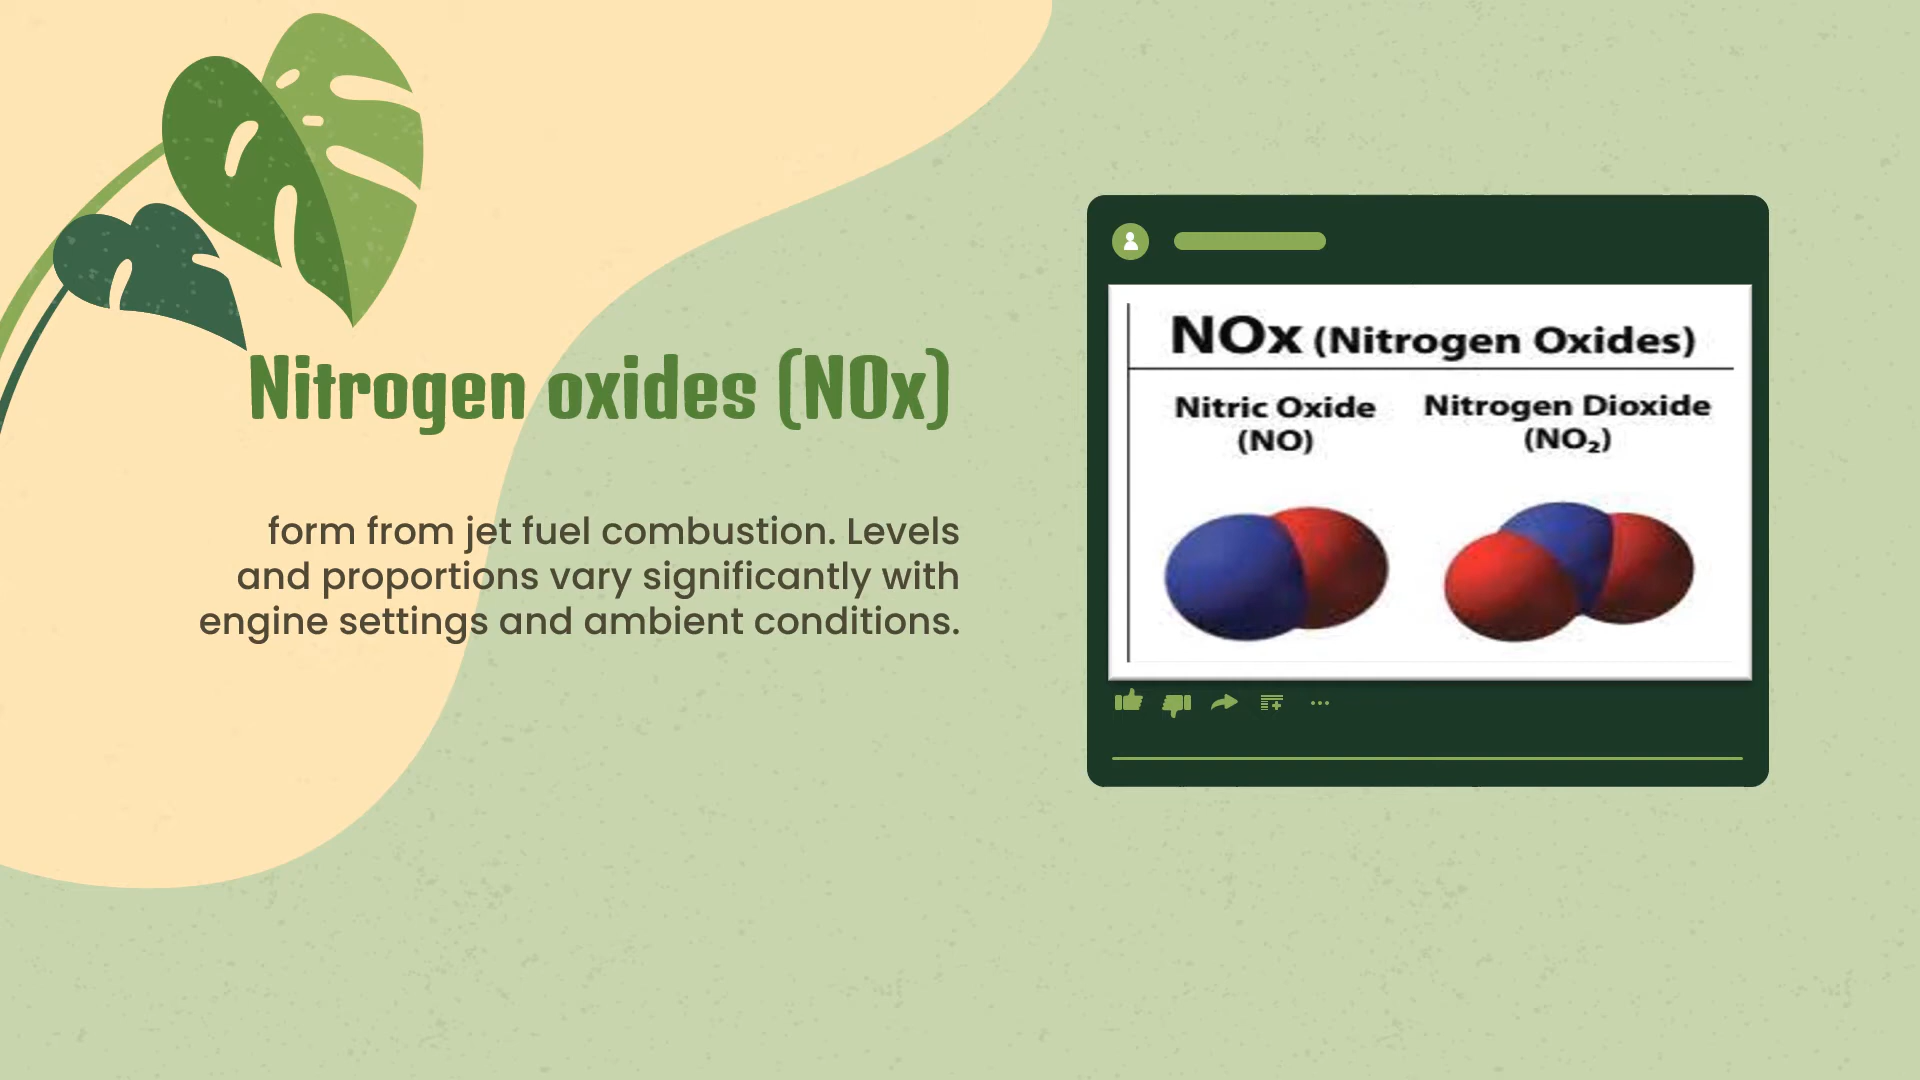 Nitrogen oxides (NOx)
form from jet fuel combustion. Levels
and proportions vary significantly with
engine settings and ambient conditions.
NOx (Nitrogen Oxides)
Nitric Oxide
(NO)
Nitrogen Dioxide
(NO₂)